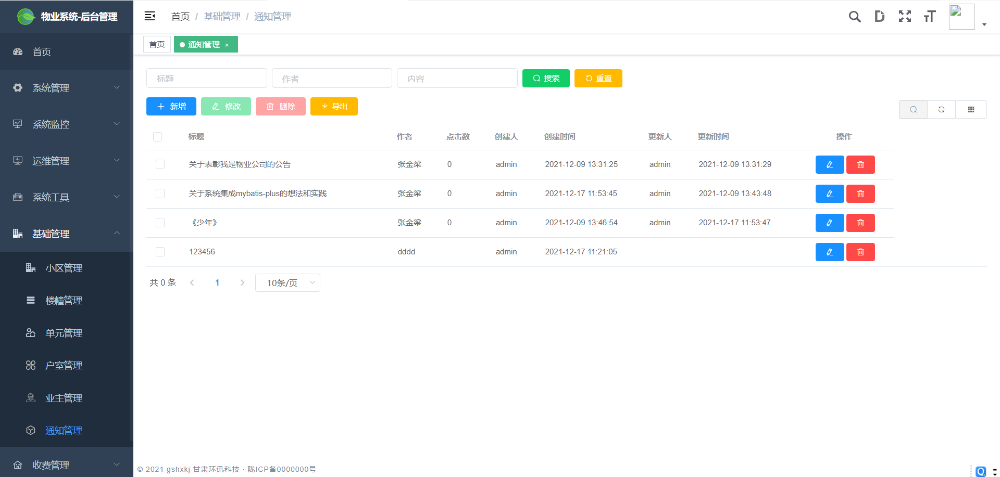 物业系统-后台管理
首页
系统管理
系统监控
运维管理
系统工具
基础管理
小区管理
楼幢管理
单元管理
户室管理
业主管理
通知管理
收费管理
首页 / 基础管理 / 通知管理
首页 通知管理 ×
标题 作者 内容 搜索 重置
新增 修改 删除 导出
标题 作者 点击数 创建人 创建时间 更新人 更新时间 操作
关于表彰我是物业公司的公告 张金梁 0 admin 2021-12-09 13:31:25 admin 2021-12-09 13:31:29
关于系统集成mybatis-plus的想法和实践 张金梁 0 admin 2021-12-17 11:53:45 admin 2021-12-09 13:43:48
《少年》 张金梁 0 admin 2021-12-09 13:46:54 admin 2021-12-17 11:53:47
123456 dddd admin 2021-12-17 11:21:05
共 0 条 1 10条/页
© 2021 gshxkj 甘肃环讯科技 · 陇ICP备0000000号